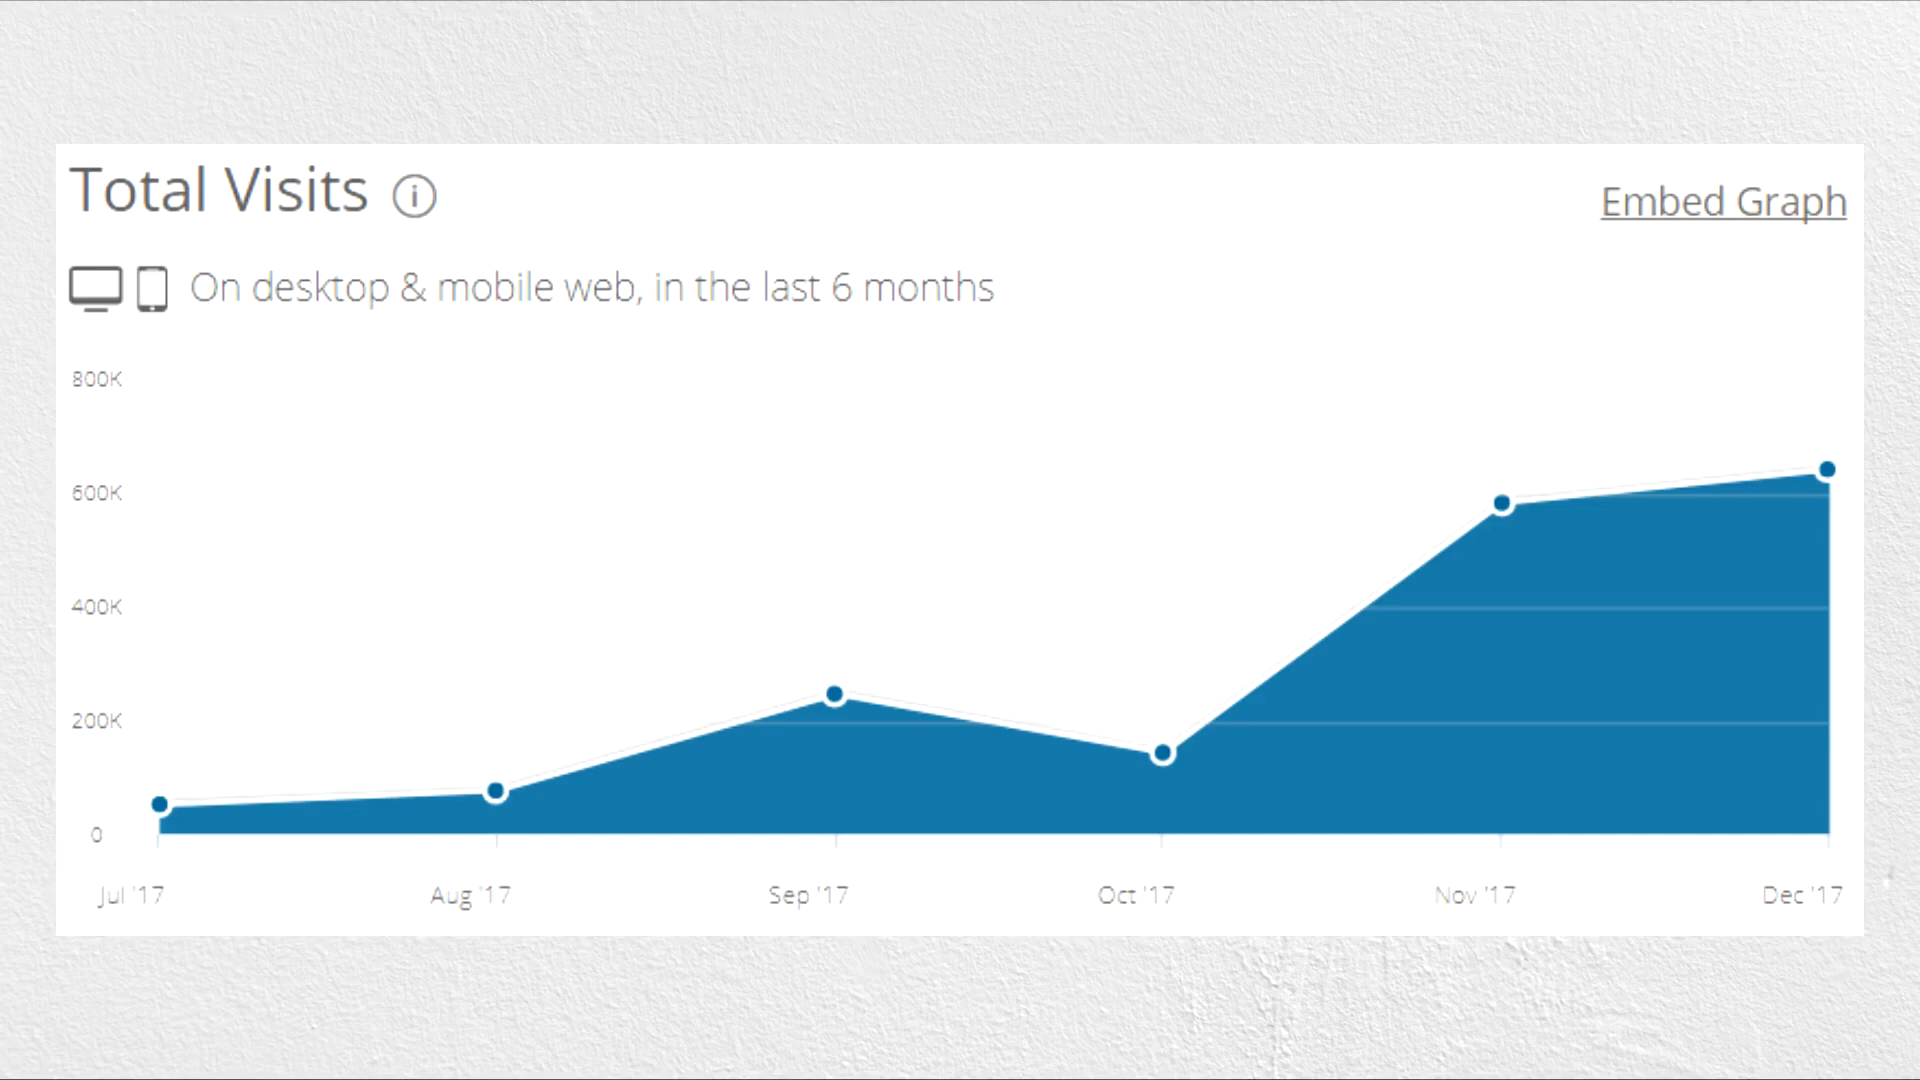 Total Visits
Embed Graph
On desktop & mobile web, in the last 6 months
800K
600K
400K
200K
0
Jul '17 Aug '17 Sep '17 Oct '17 Nov '17 Dec '17